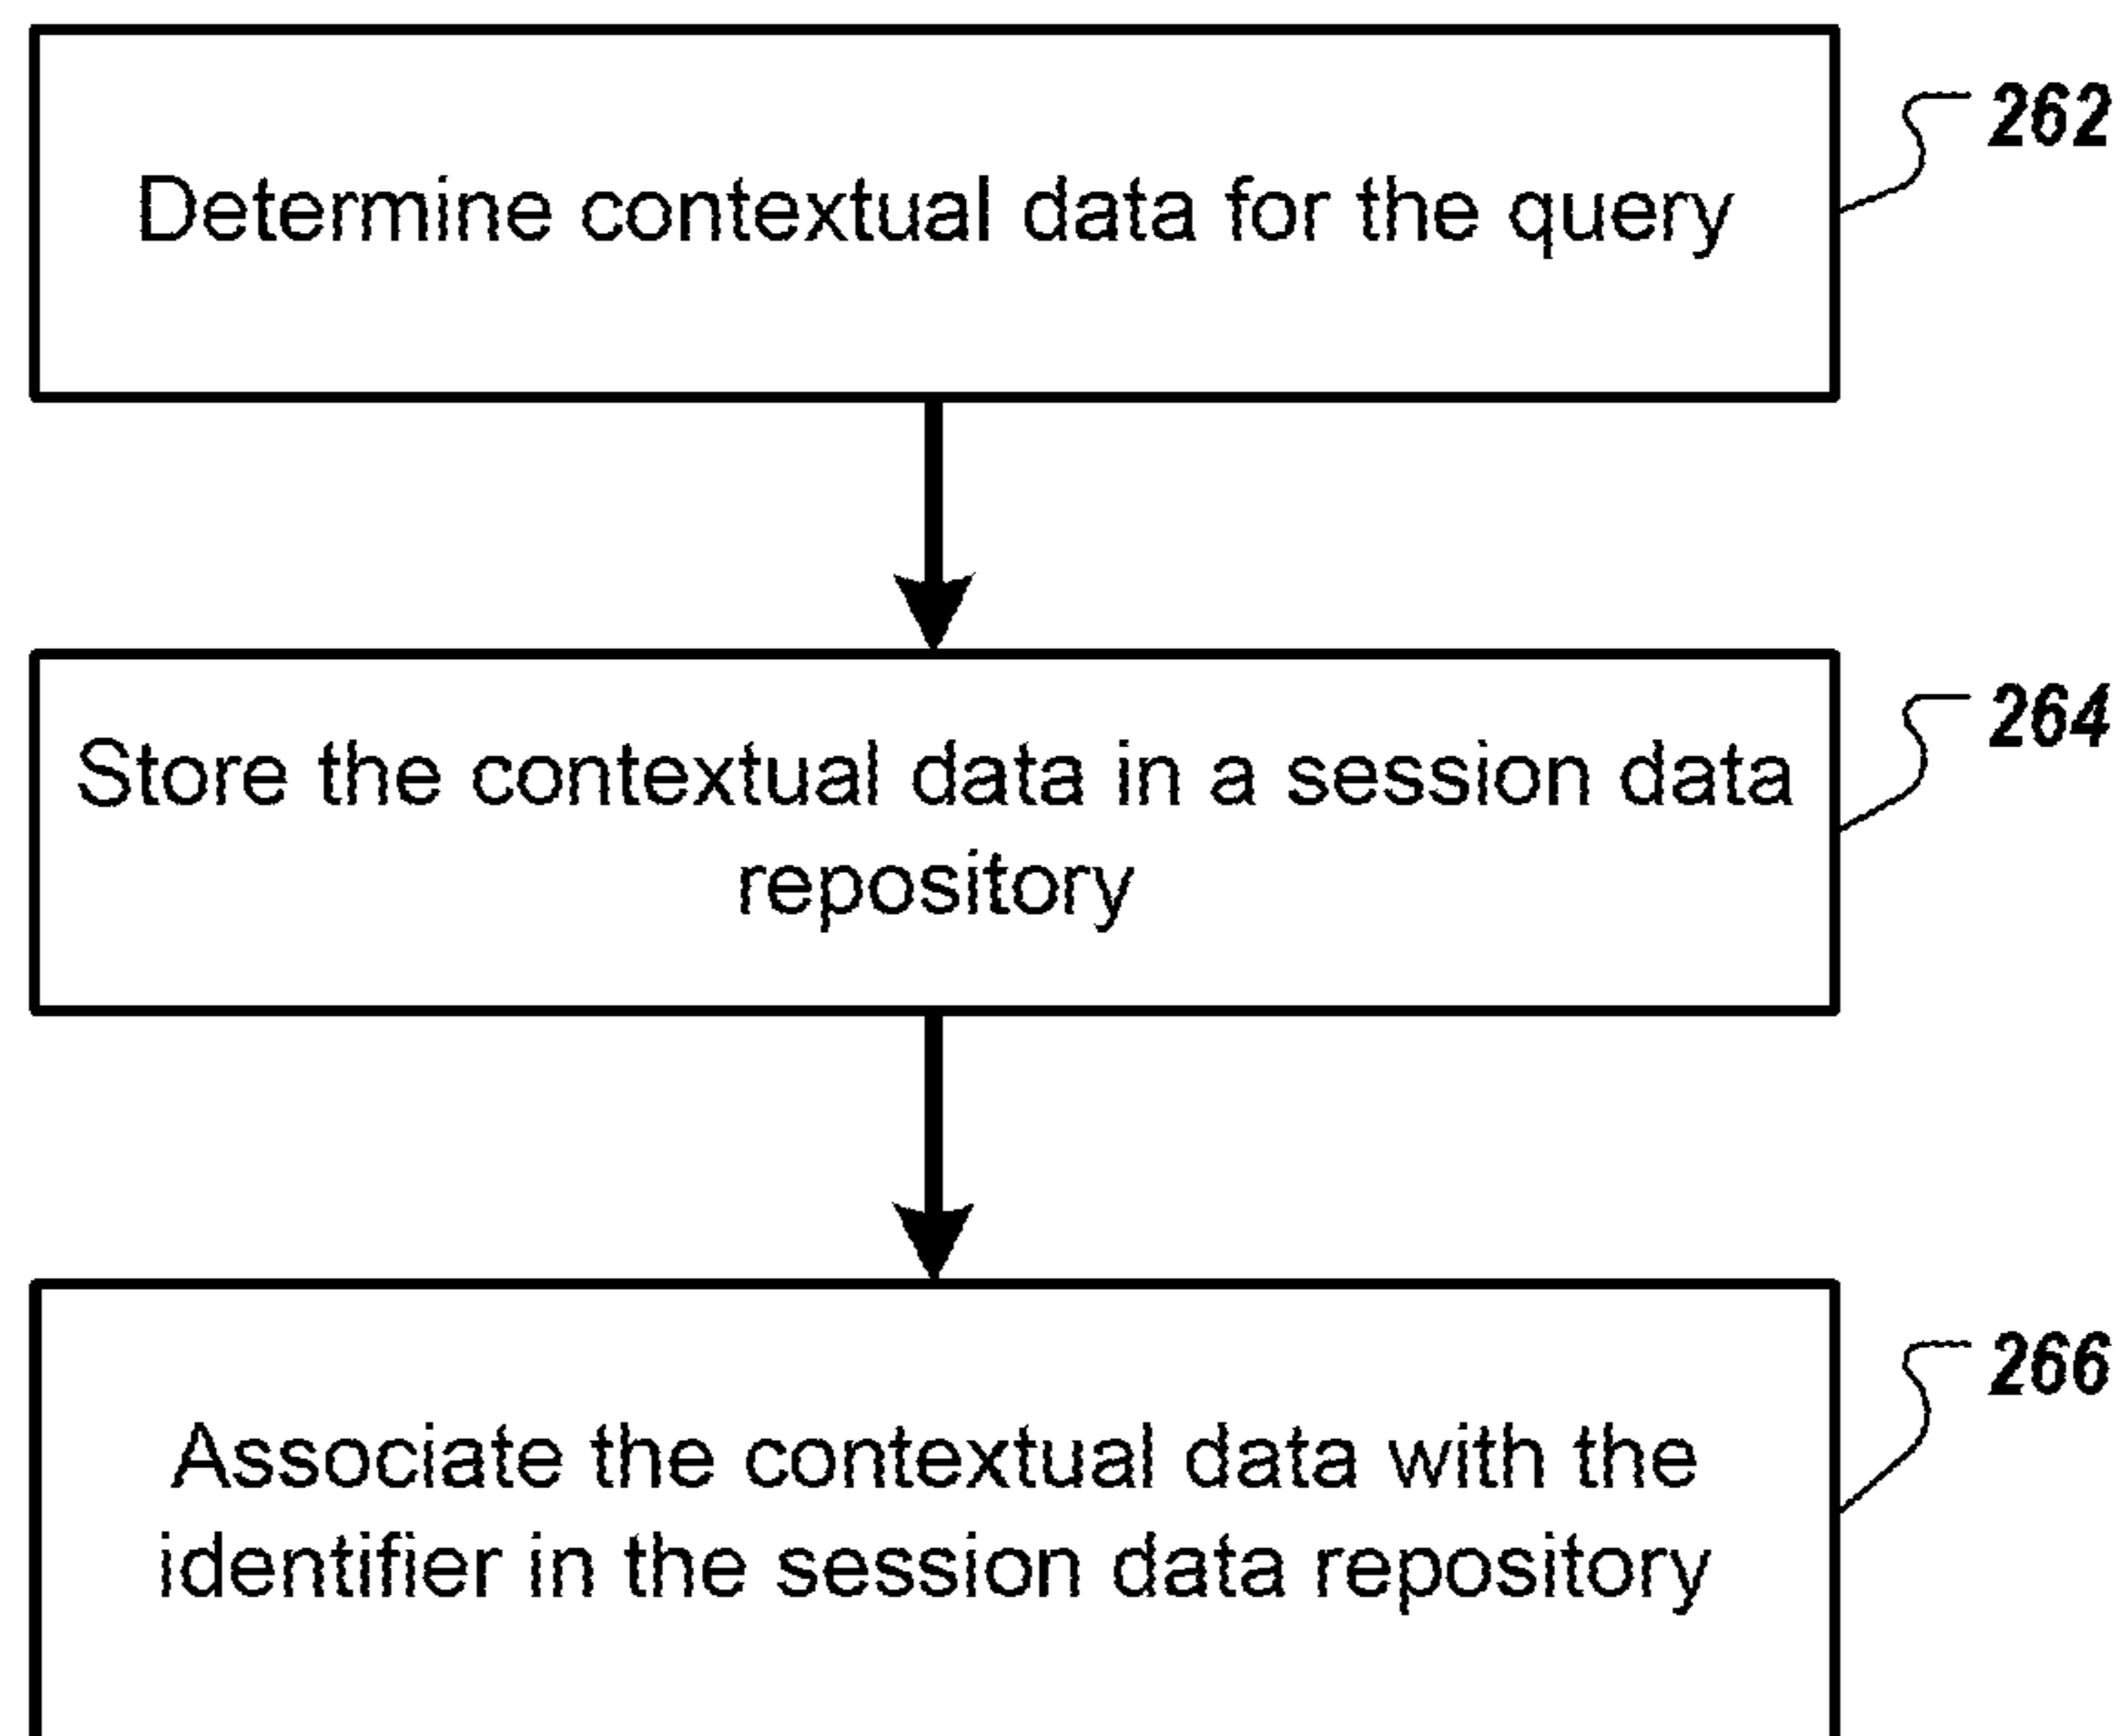 262
Determine contextual data for the query
264
Store the contextual data in a session data
repository
266
Associate the contextual data with the
identifier in the session data repository